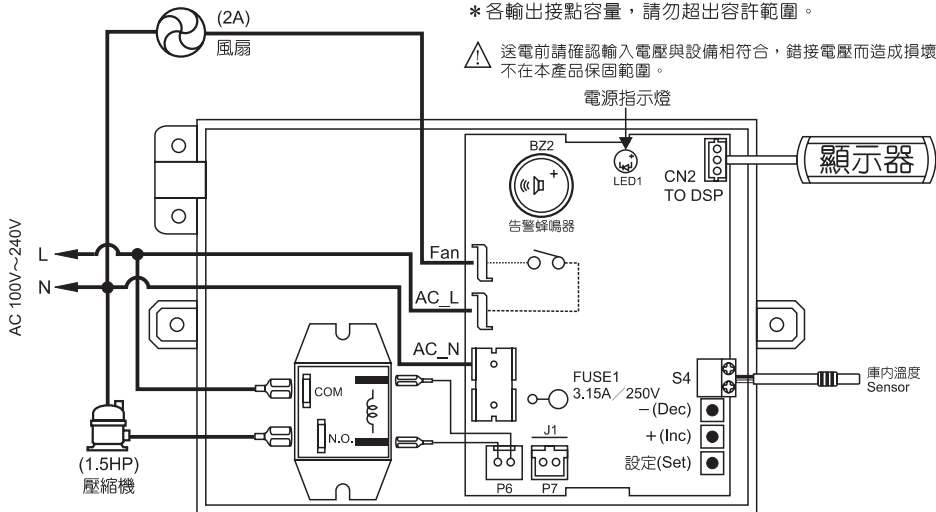 ＊各輸出接點容量，請勿超出容許範圍。
送電前請確認輸入電壓與設備相符合，錯接電壓而造成損壞
不在本產品保固範圍。
(2A)
風扇
電源指示燈
BZ2
LED1
CN2
TO DSP
顯示器
告警蜂鳴器
AC 100V～240V
L
N
Fan
AC_L
AC_N
COM
N.O.
FUSE1
3.15A／250V
S4
庫內溫度
Sensor
－(Dec)
＋(Inc)
設定(Set)
J1
P6
P7
(1.5HP)
壓縮機